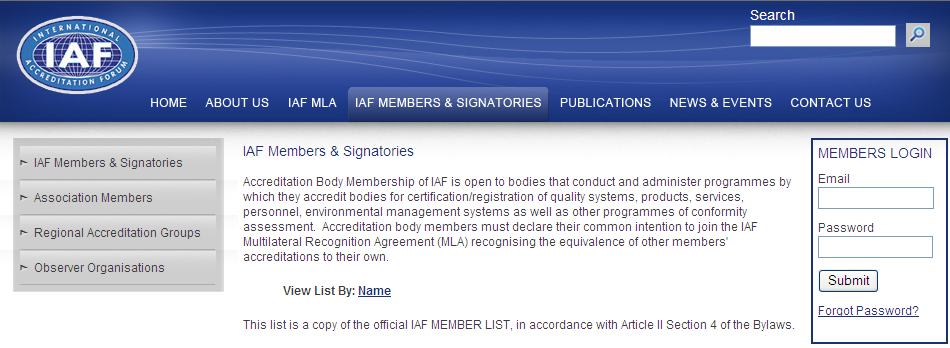 Search
INTERNATIONAL
IAF
ACCREDITATION FORUM
HOME ABOUT US IAF MLA IAF MEMBERS & SIGNATORIES PUBLICATIONS NEWS & EVENTS CONTACT US
IAF Members & Signatories
Association Members
Regional Accreditation Groups
Observer Organisations
IAF Members & Signatories
Accreditation Body Membership of IAF is open to bodies that conduct and administer programmes by
which they accredit bodies for certification/registration of quality systems, products, services,
personnel, environmental management systems as well as other programmes of conformity
assessment. Accreditation body members must declare their common intention to join the IAF
Multilateral Recognition Agreement (MLA) recognising the equivalence of other members'
accreditations to their own.
View List By: Name
This list is a copy of the official IAF MEMBER LIST, in accordance with Article II Section 4 of the Bylaws.
MEMBERS LOGIN
Email
Password
Submit
Forgot Password?